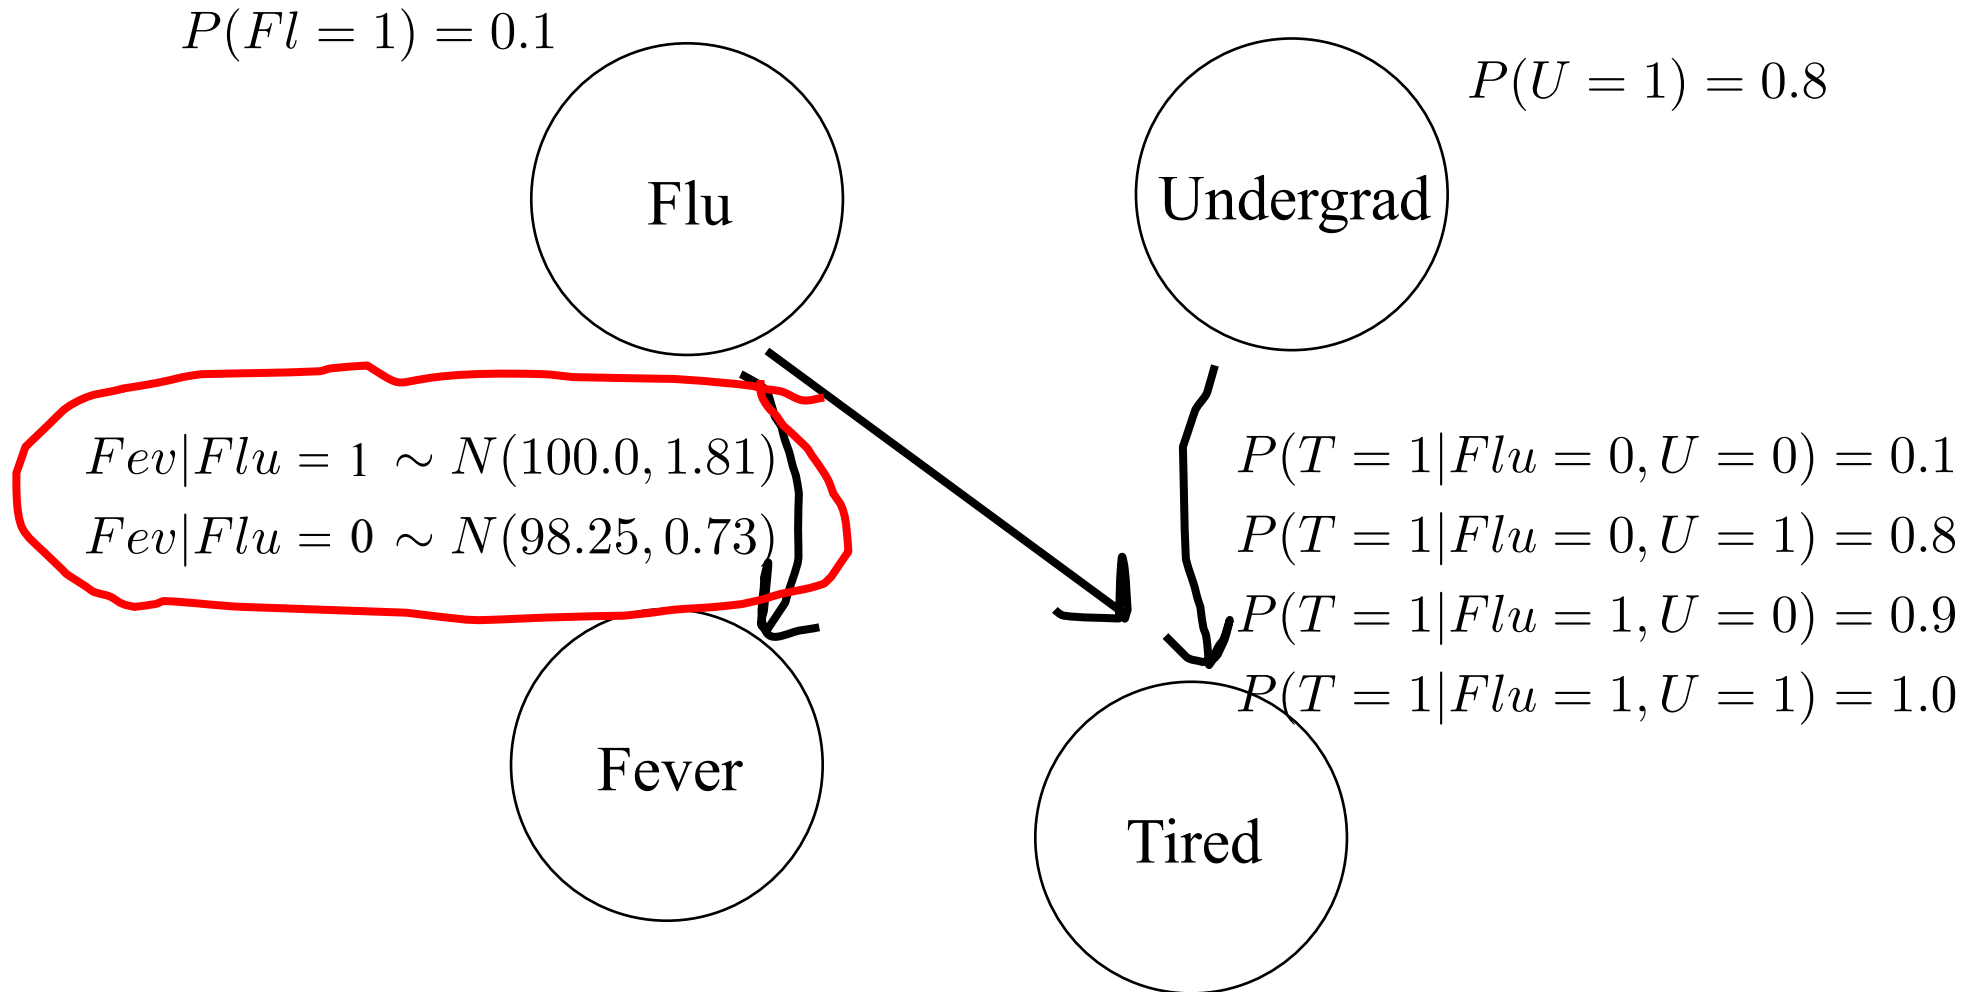 P(Fl = 1) = 0.1
P(U = 1) = 0.8
Flu
Undergrad
Fev|Flu = 1 ∼ N(100.0, 1.81)
Fev|Flu = 0 ∼ N(98.25, 0.73)
P(T = 1|Flu = 0, U = 0) = 0.1
P(T = 1|Flu = 0, U = 1) = 0.8
P(T = 1|Flu = 1, U = 0) = 0.9
P(T = 1|Flu = 1, U = 1) = 1.0
Fever
Tired